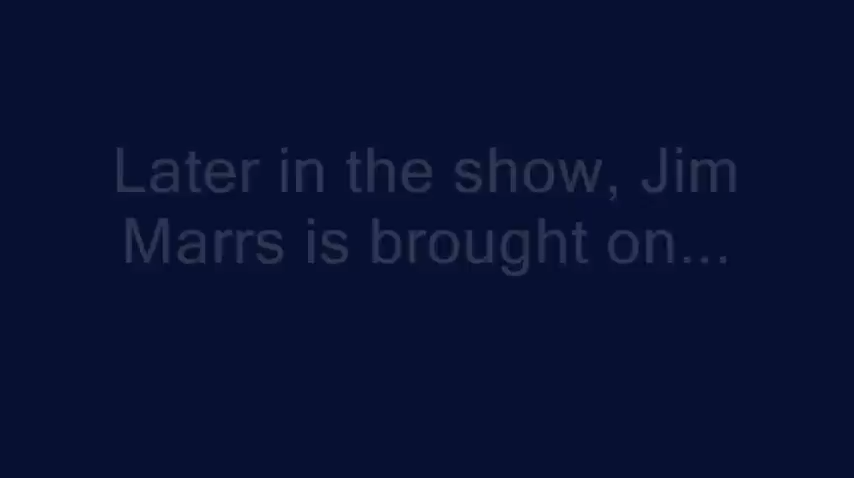 Later in the show, Jim
Marrs is brought on...